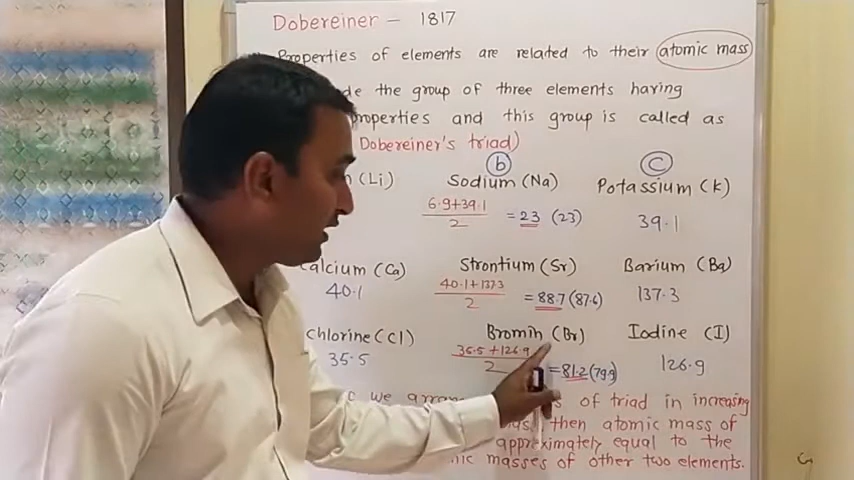 Dobereiner - 1817
Properties of elements are related to their atomic mass
the group of three elements having
properties and this group is called as
Dobereiner's triad)
b c
(Li) Sodium (Na) Potassium (K)
6.9+39.1
2
= 23 (23) 39.1
Calcium (Ca) Strontium (Sr) Barium (Ba)
40.1 40.1 + 137.3
2
= 88.7 (87.6) 137.3
Chlorine (Cl) Bromin (Br) Iodine (I)
35.5 35.5 + 126.9
2
= 81.2 (79.9) 126.9
we of triad in increasing
then atomic mass of
approximately equal to the
masses of other two elements.